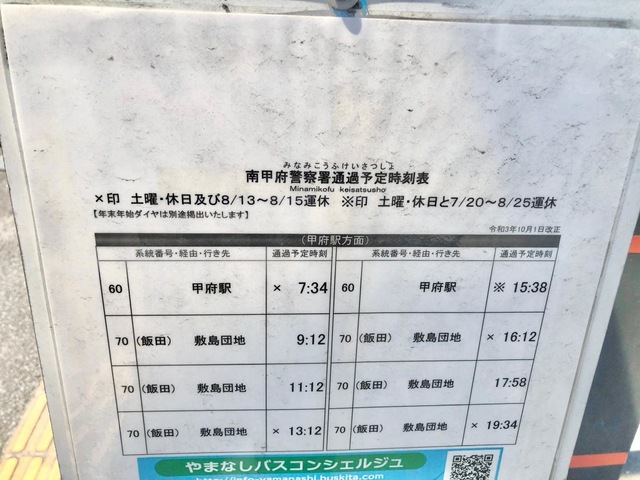 みなみこうふけいさつしょ
南甲府警察署通過予定時刻表
Minamikofu keisatsusho
×印 土曜・休日及び8/13～8/15運休 ※印 土曜・休日と7/20～8/25運休
【年末年始ダイヤは別途掲出いたします】
令和3年10月1日改正
(甲府駅方面)
系統番号・経由・行き先 通過予定時刻 系統番号・経由・行き先 通過予定時刻
60 甲府駅 × 7:34 60 甲府駅 ※ 15:38
70 (飯田) 敷島団地 9:12 70 (飯田) 敷島団地 × 16:12
70 (飯田) 敷島団地 11:12 70 (飯田) 敷島団地 17:58
70 (飯田) 敷島団地 × 13:12 70 (飯田) 敷島団地 × 19:34
やまなしバスコンシェルジュ
http://info-yamanashi.buskita.com/